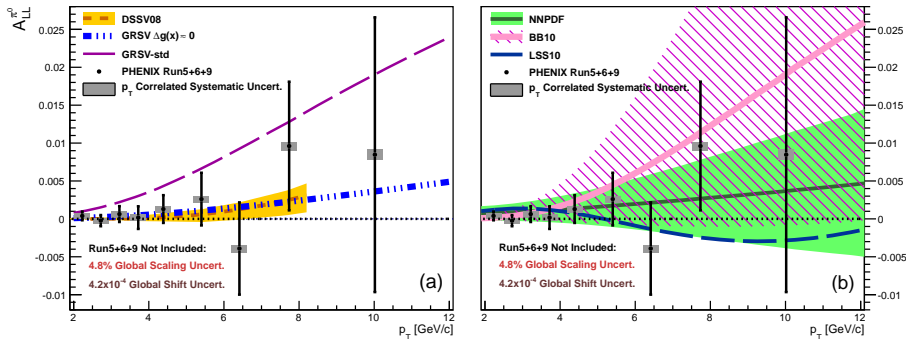 A_LL^π^0
0.025
0.02
0.015
0.01
0.005
0
-0.005
-0.01
DSSV08
GRSV Δg(x) = 0
GRSV-std
PHENIX Run5+6+9
p_T Correlated Systematic Uncert.
Run5+6+9 Not Included:
4.8% Global Scaling Uncert.
4.2x10^-4 Global Shift Uncert.
(a)
2 4 6 8 10 12
p_T [GeV/c]
NNPDF
BB10
LSS10
PHENIX Run5+6+9
p_T Correlated Systematic Uncert.
Run5+6+9 Not Included:
4.8% Global Scaling Uncert.
4.2x10^-4 Global Shift Uncert.
(b)
2 4 6 8 10 12
p_T [GeV/c]
0.025
0.02
0.015
0.01
0.005
0
-0.005
-0.01